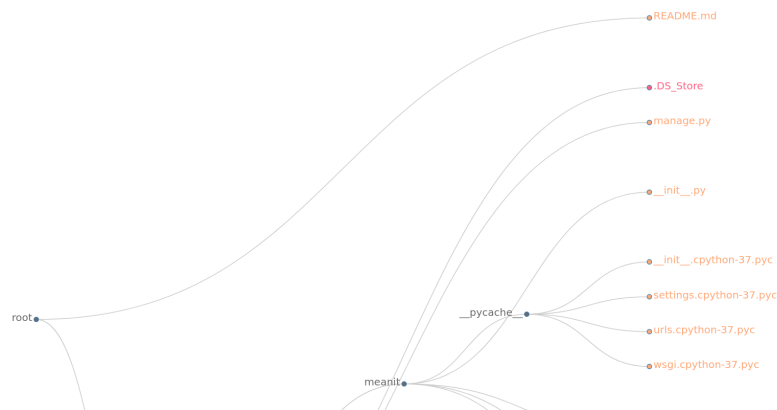 README.md
.DS_Store
manage.py
__init__.py
__init__.cpython-37.pyc
settings.cpython-37.pyc
root
__pycache__
urls.cpython-37.pyc
wsgi.cpython-37.pyc
meanit